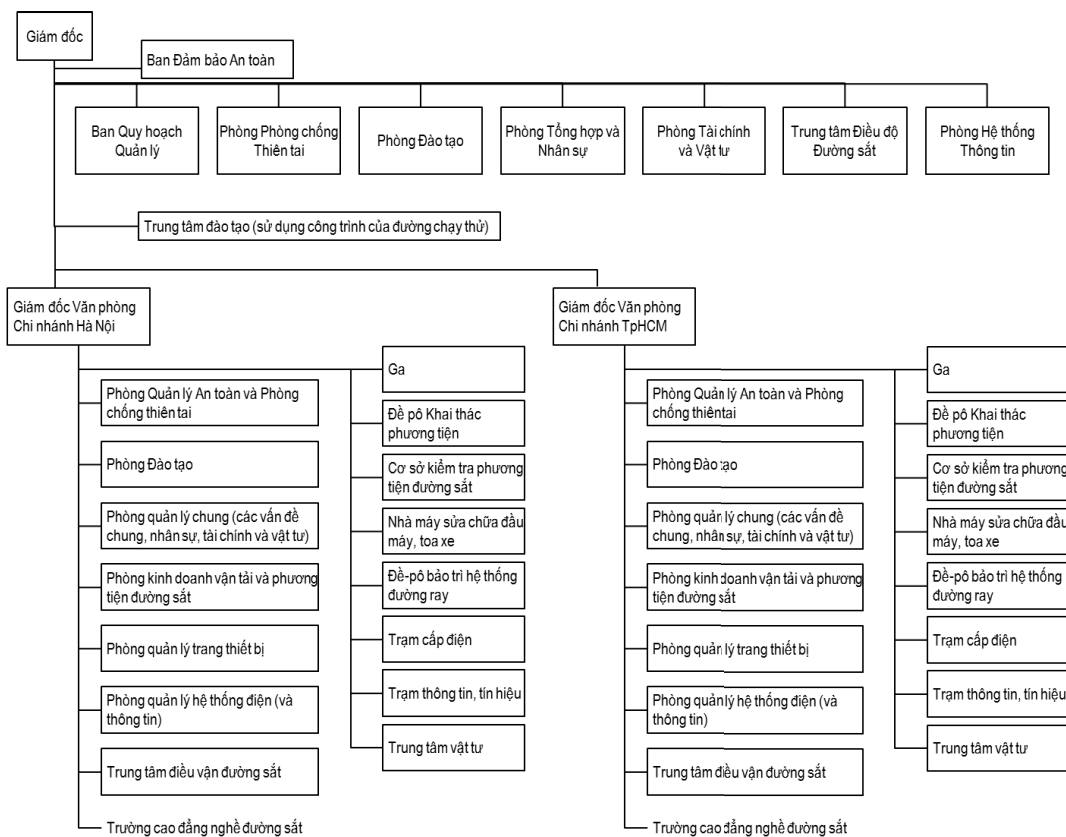 Giám đốc
Ban Đảm bảo An toàn
Ban Quy hoạch
Quản lý
Phòng Phòng chống
Thiên tai
Phòng Đào tạo
Phòng Tổng hợp và
Nhân sự
Phòng Tài chính
và Vật tư
Trung tâm Điều độ
Đường sắt
Phòng Hệ thống
Thông tin
Trung tâm đào tạo (sử dụng công trình của đường chạy thử)
Giám đốc Văn phòng
Chi nhánh Hà Nội
Phòng Quản lý An toàn và Phòng
chống thiên tai
Phòng Đào tạo
Phòng quản lý chung (các vấn đề
chung, nhân sự, tài chính và vật tư)
Phòng kinh doanh vận tải và phương
tiện đường sắt
Phòng quản lý trang thiết bị
Phòng quản lý hệ thống điện (và
thông tin)
Trung tâm điều vận đường sắt
Trường cao đẳng nghề đường sắt
Ga
Đề pô Khai thác
phương tiện
Cơ sở kiểm tra phương
tiện đường sắt
Nhà máy sửa chữa đầu
máy, toa xe
Đề-pô bảo trì hệ thống
đường ray
Trạm cấp điện
Trạm thông tin, tín hiệu
Trung tâm vật tư
Giám đốc Văn phòng
Chi nhánh TpHCM
Phòng Quản lý An toàn và Phòng
chống thiên tai
Phòng Đào tạo
Phòng quản lý chung (các vấn đề
chung, nhân sự, tài chính và vật tư)
Phòng kinh doanh vận tải và phương
tiện đường sắt
Phòng quản lý trang thiết bị
Phòng quản lý hệ thống điện (và
thông tin)
Trung tâm điều vận đường sắt
Trường cao đẳng nghề đường sắt
Ga
Đề pô Khai thác
phương tiện
Cơ sở kiểm tra phương
tiện đường sắt
Nhà máy sửa chữa đầu
máy, toa xe
Đề-pô bảo trì hệ thống
đường ray
Trạm cấp điện
Trạm thông tin, tín hiệu
Trung tâm vật tư